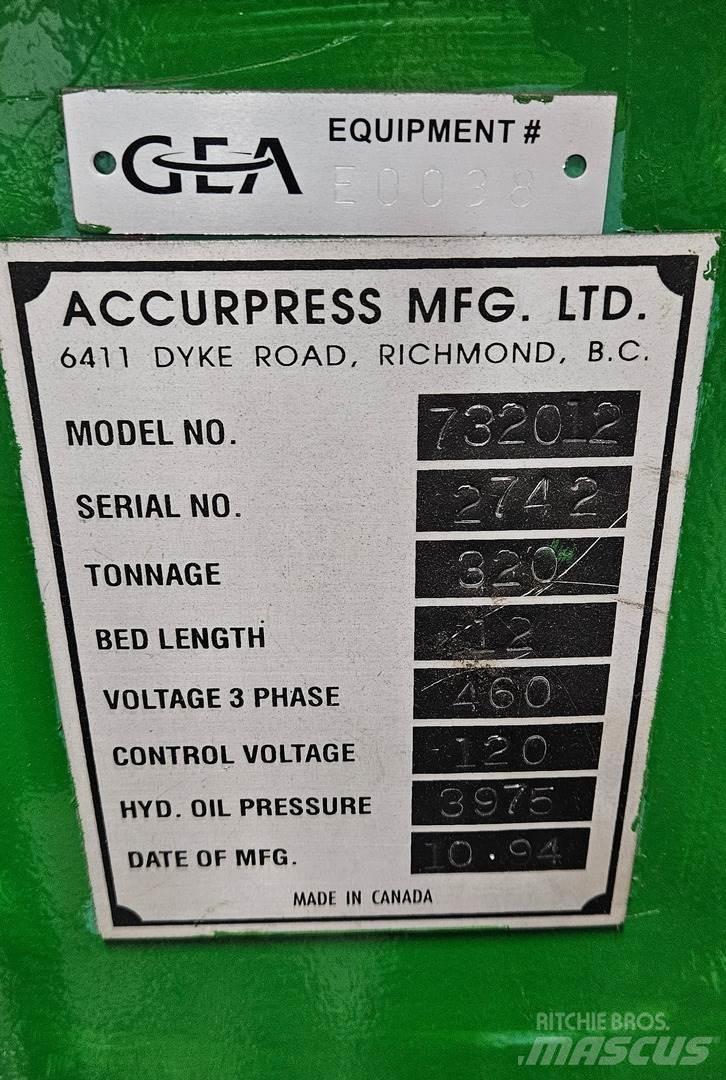 GEA EQUIPMENT #
E0038
ACCURPRESS MFG. LTD.
6411 DYKE ROAD, RICHMOND, B.C.
MODEL NO. 732012
SERIAL NO. 2742
TONNAGE 320
BED LENGTH 12
VOLTAGE 3 PHASE 460
CONTROL VOLTAGE 120
HYD. OIL PRESSURE 3975
DATE OF MFG. 10.94
MADE IN CANADA
RITCHIE BROS.
MASCUS